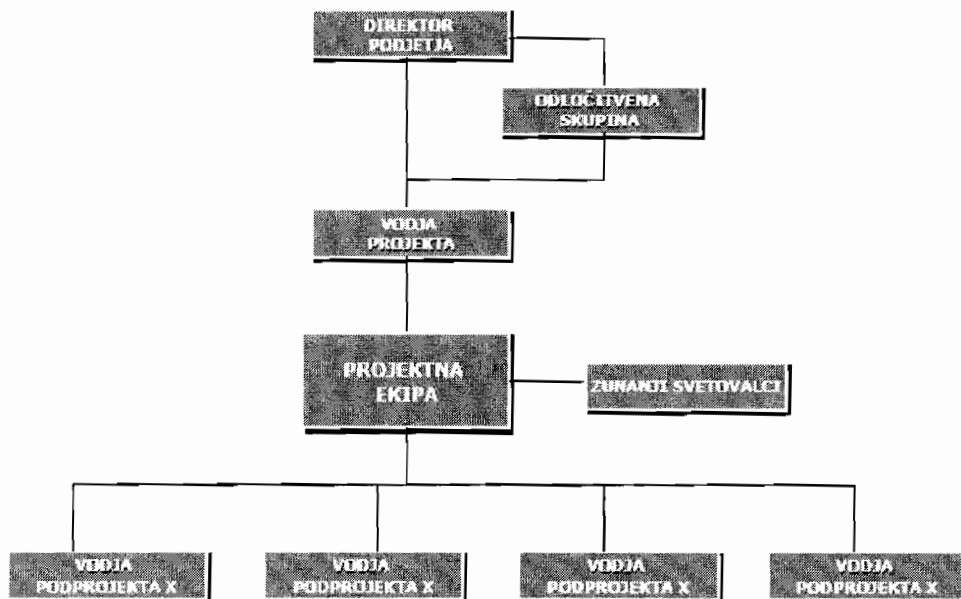 DIREKTOR
PODJETJA
ODLOČITVENA
SKUPINA
VODJA
PROJEKTA
PROJEKTNA
EKIPA
ZUNANJI SVETOVALCI
VODJA
PODPROJEKTA X
VODJA
PODPROJEKTA X
VODJA
PODPROJEKTA X
VODJA
PODPROJEKTA X